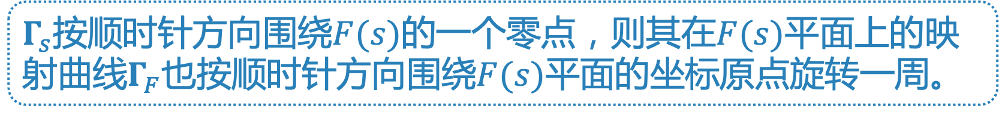 Γs按顺时针方向围绕F(s)的一个零点，则其在F(s)平面上的映
射曲线ΓF也按顺时针方向围绕F(s)平面的坐标原点旋转一周。